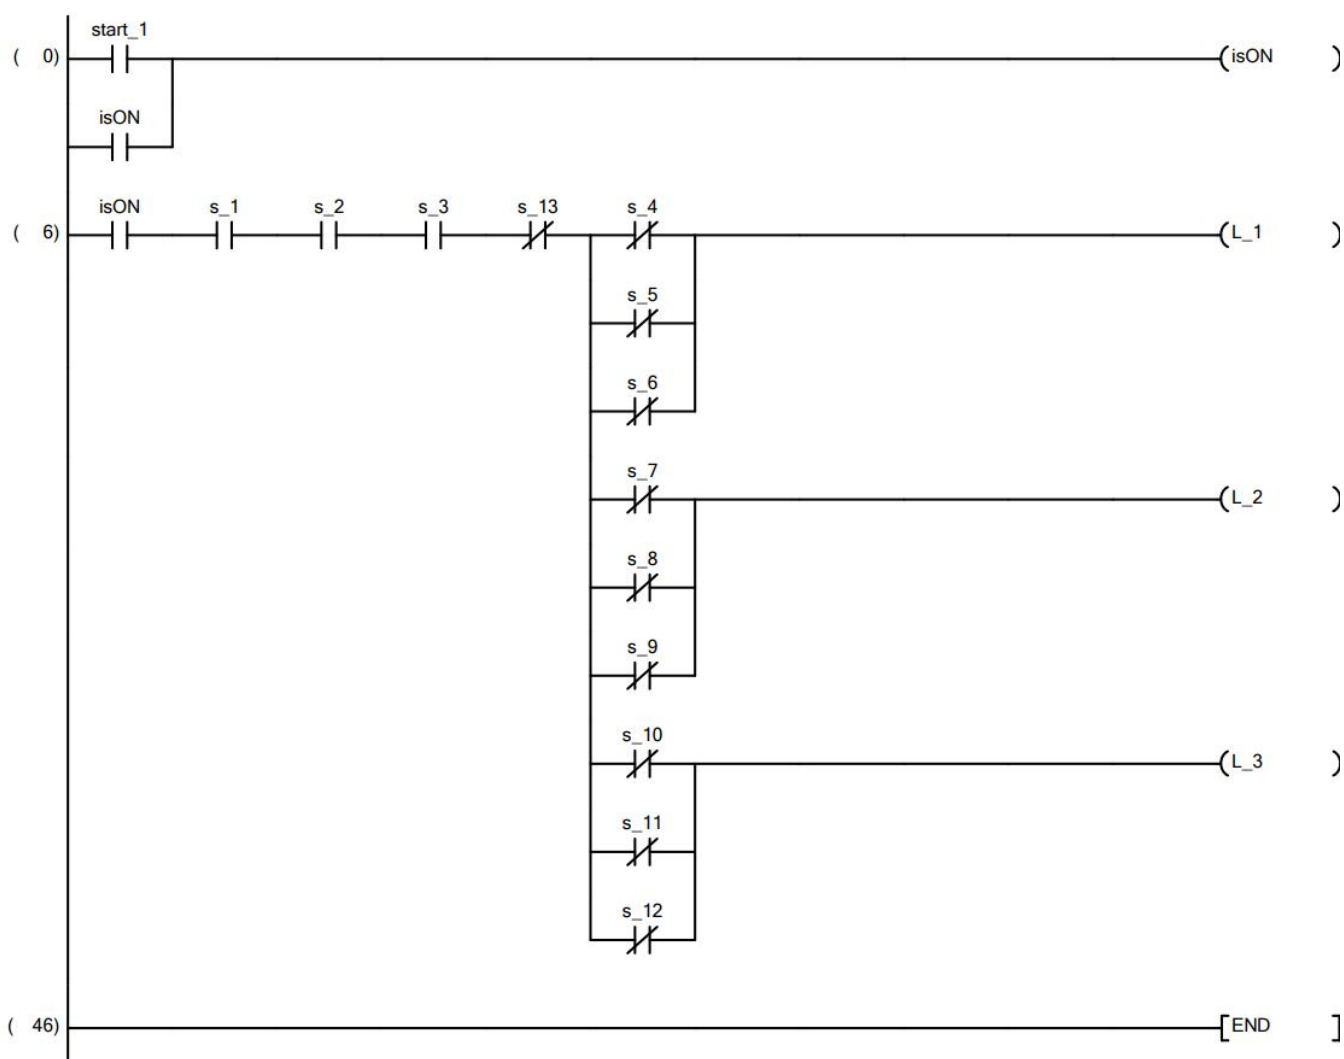 start_1
( 0) (isON )
isON
isON s_1 s_2 s_3 s_13 s_4
( 6) (L_1 )
s_5
s_6
s_7
(L_2 )
s_8
s_9
s_10
(L_3 )
s_11
s_12
( 46) [END ]